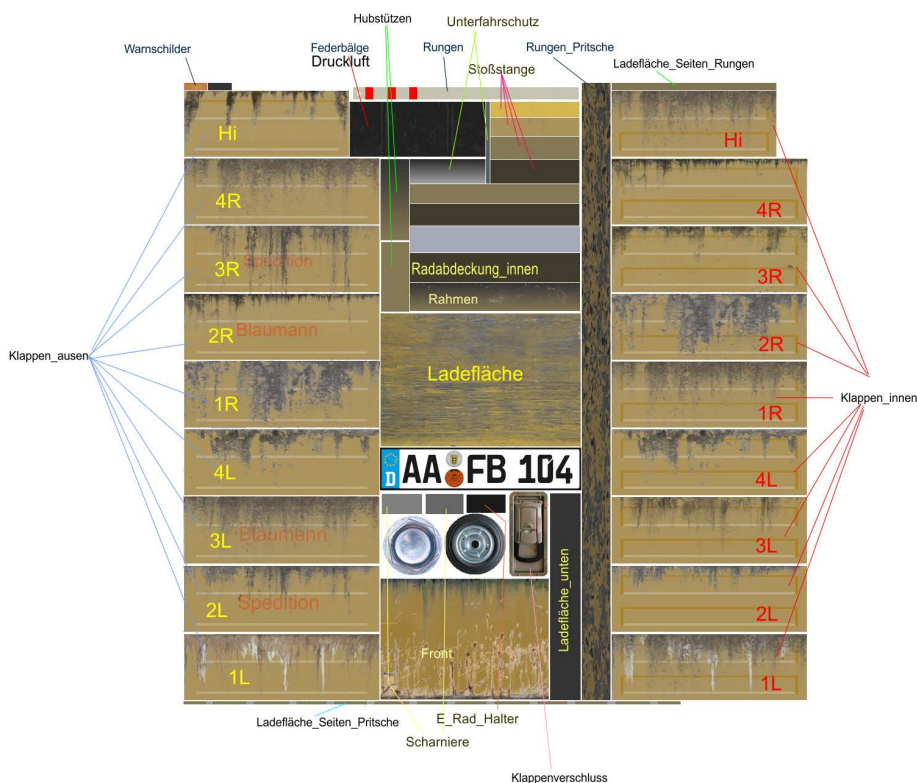 Hubstützen
Unterfahrschutz
Warnschilder
Federbälge
Druckluft
Rungen
Rungen_Pritsche
Stoßstange
Ladefläche_Seiten_Rungen
Hi
Hi
4R
4R
Spedition
3R
Radabdeckung_innen
3R
Rahmen
2R
Blaumann
2R
Klappen_ausen
Ladefläche
1R
1R
Klappen_innen
4L
D
AA FB 104
4L
3L
Blaumann
3L
Ladefläche_unten
2L
Spedition
2L
Front
1L
1L
Ladefläche_Seiten_Pritsche
E_Rad_Halter
Scharniere
Klappenverschluss